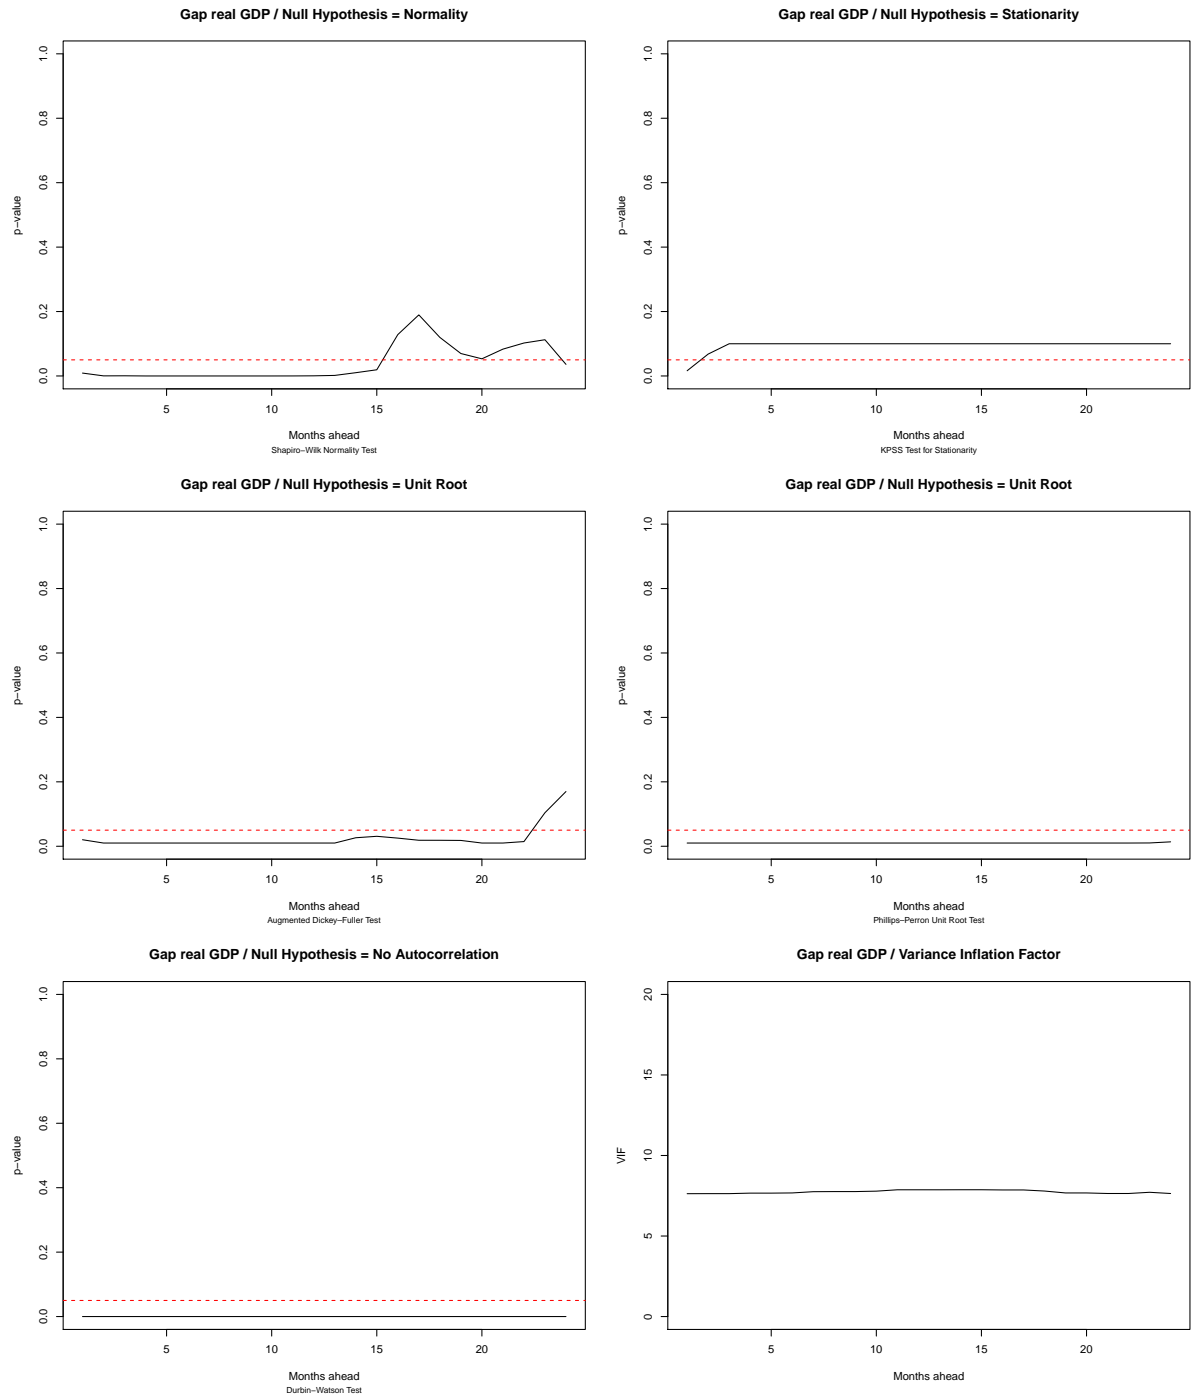 Gap real GDP / Null Hypothesis = Normality
1.0
0.8
0.6
0.4
0.2
0.0
p−value
5 10 15 20
Months ahead
Shapiro−Wilk Normality Test
Gap real GDP / Null Hypothesis = Stationarity
1.0
0.8
0.6
0.4
0.2
0.0
p−value
5 10 15 20
Months ahead
KPSS Test for Stationarity
Gap real GDP / Null Hypothesis = Unit Root
1.0
0.8
0.6
0.4
0.2
0.0
p−value
5 10 15 20
Months ahead
Augmented Dickey−Fuller Test
Gap real GDP / Null Hypothesis = Unit Root
1.0
0.8
0.6
0.4
0.2
0.0
p−value
5 10 15 20
Months ahead
Phillips−Perron Unit Root Test
Gap real GDP / Null Hypothesis = No Autocorrelation
1.0
0.8
0.6
0.4
0.2
0.0
p−value
5 10 15 20
Months ahead
Durbin−Watson Test
Gap real GDP / Variance Inflation Factor
20
15
10
5
0
VIF
5 10 15 20
Months ahead